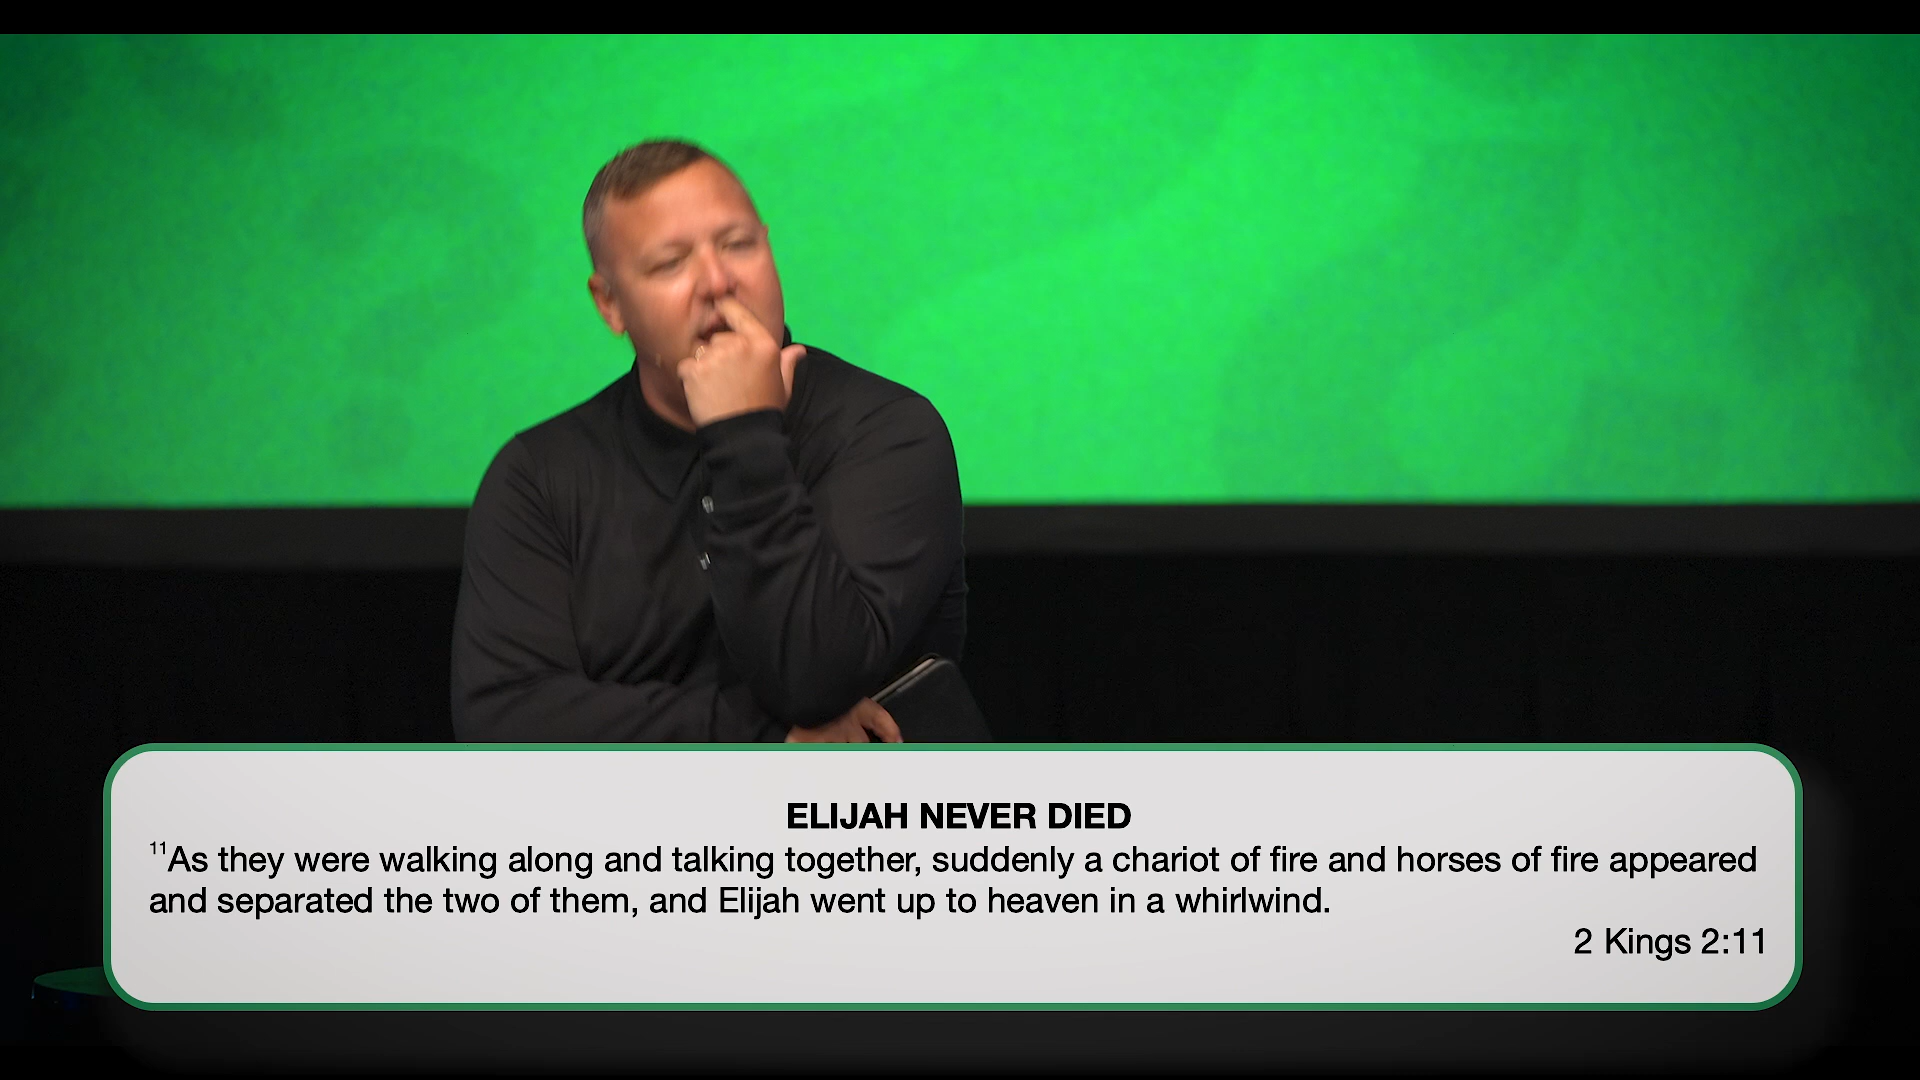 ELIJAH NEVER DIED
11As they were walking along and talking together, suddenly a chariot of fire and horses of fire appeared
and separated the two of them, and Elijah went up to heaven in a whirlwind.
2 Kings 2:11